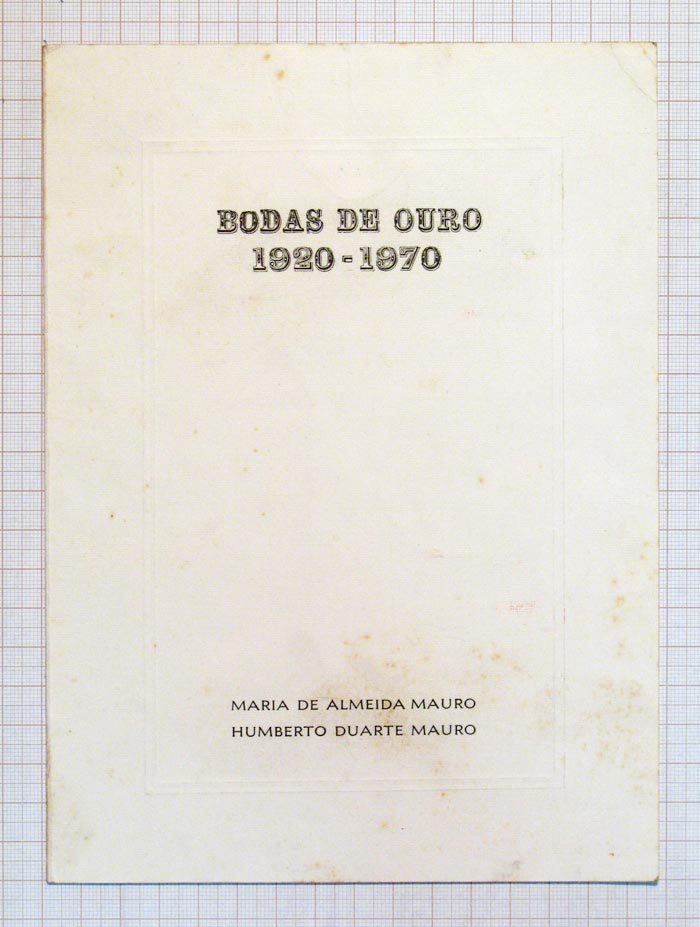 BODAS DE OURO
1920-1970
MARIA DE ALMEIDA MAURO
HUMBERTO DUARTE MAURO